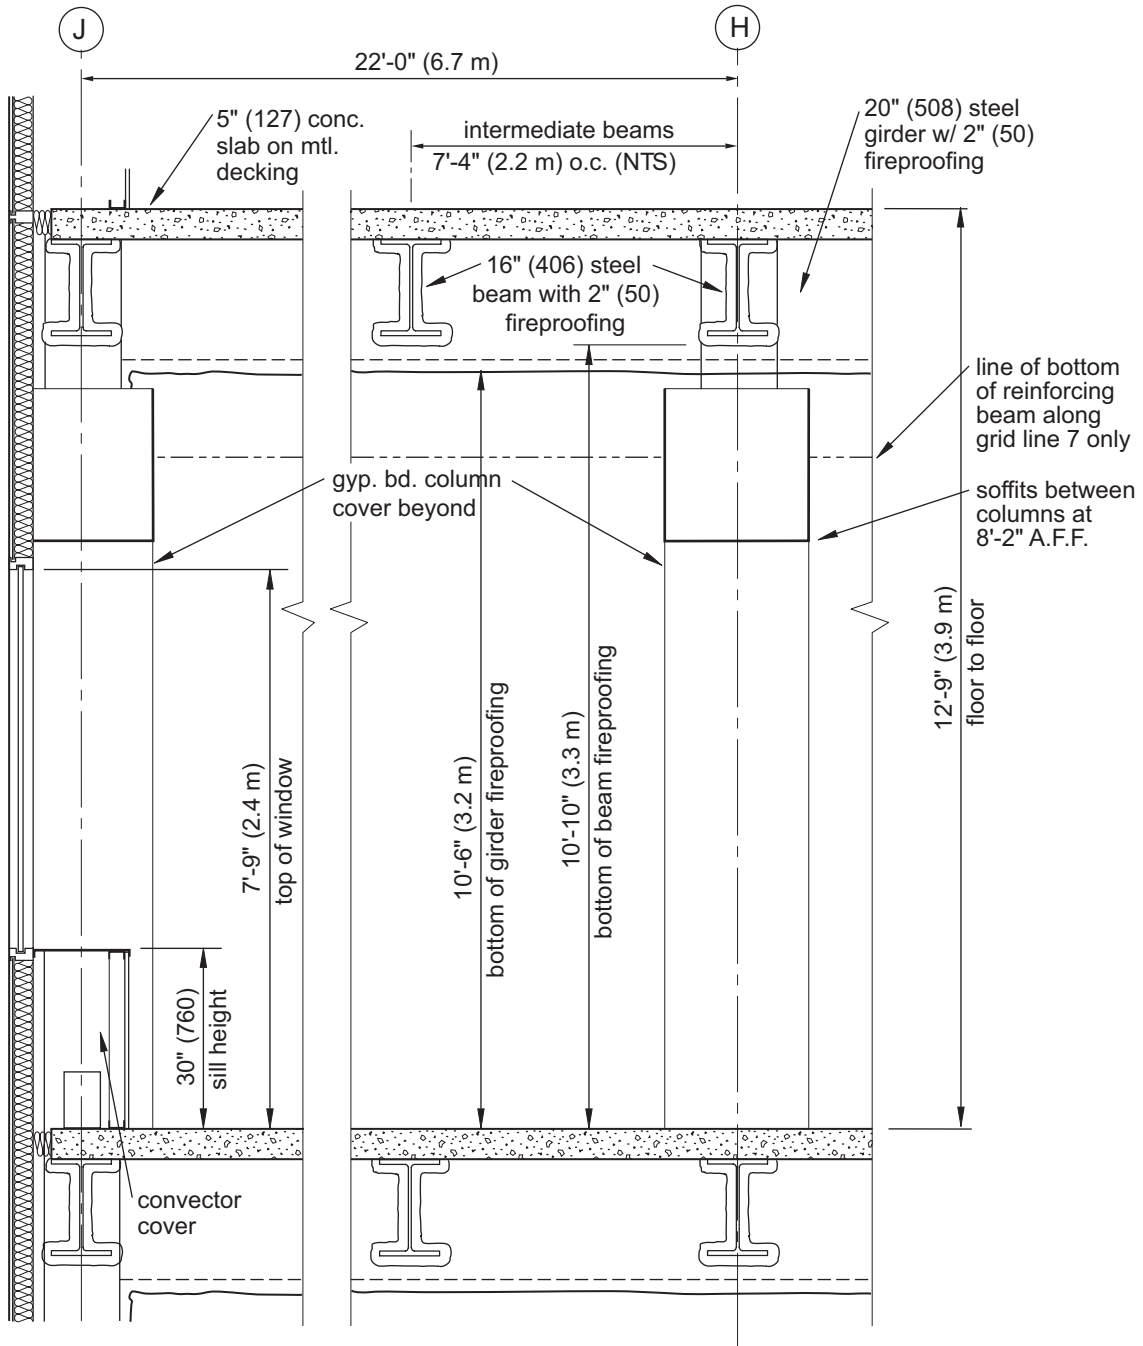 J
H
22'-0" (6.7 m)
5" (127) conc.
slab on mtl.
decking
intermediate beams
7'-4" (2.2 m) o.c. (NTS)
20" (508) steel
girder w/ 2" (50)
fireproofing
16" (406) steel
beam with 2" (50)
fireproofing
line of bottom
of reinforcing
beam along
grid line 7 only
gyp. bd. column
cover beyond
soffits between
columns at
8'-2" A.F.F.
7'-9" (2.4 m)
top of window
10'-6" (3.2 m)
bottom of girder fireproofing
10'-10" (3.3 m)
bottom of beam fireproofing
12'-9" (3.9 m)
floor to floor
30" (760)
sill height
convector
cover